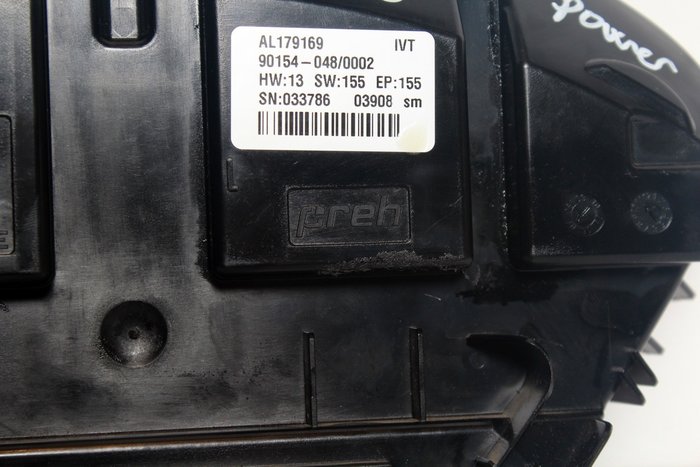 power
AL179169 IVT
90154-048/0002
HW:13 SW:155 EP:155
SN:033786 03908 sm
preh